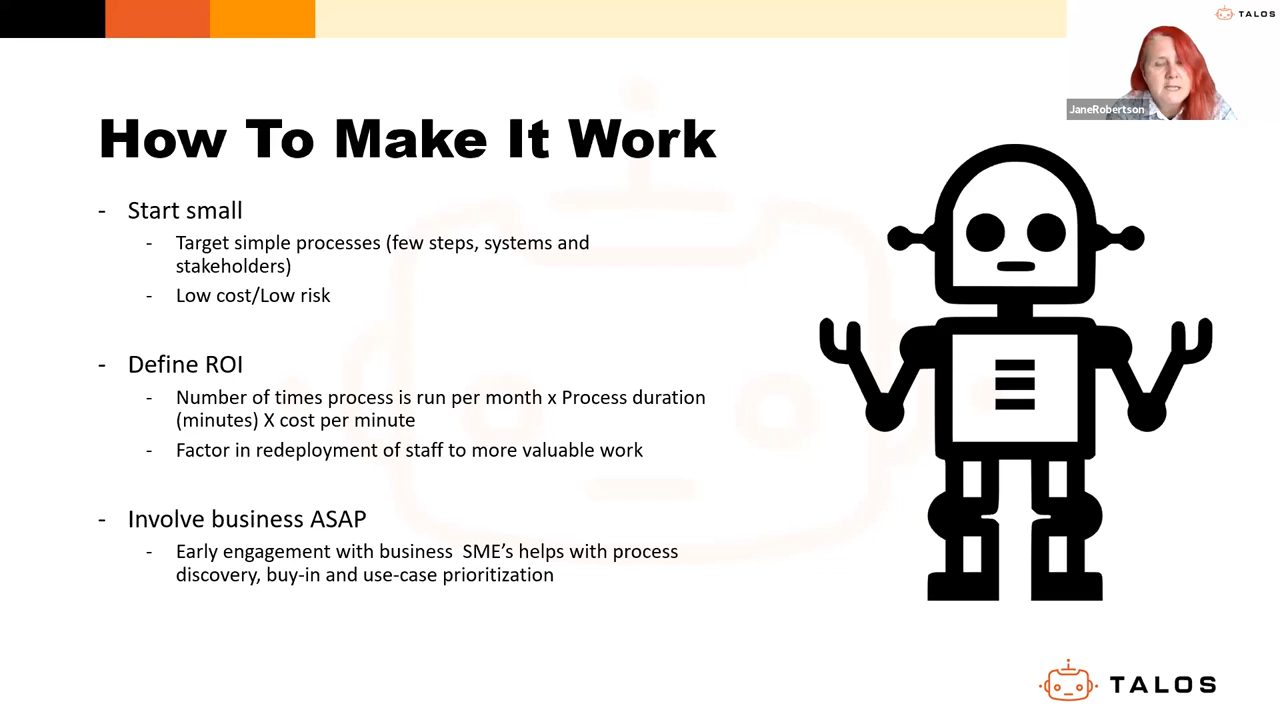 TALOS
JaneRobertson
How To Make It Work
- Start small
- Target simple processes (few steps, systems and
stakeholders)
- Low cost/Low risk
- Define ROI
- Number of times process is run per month x Process duration
(minutes) X cost per minute
- Factor in redeployment of staff to more valuable work
- Involve business ASAP
- Early engagement with business  SME’s helps with process
discovery, buy-in and use-case prioritization
TALOS